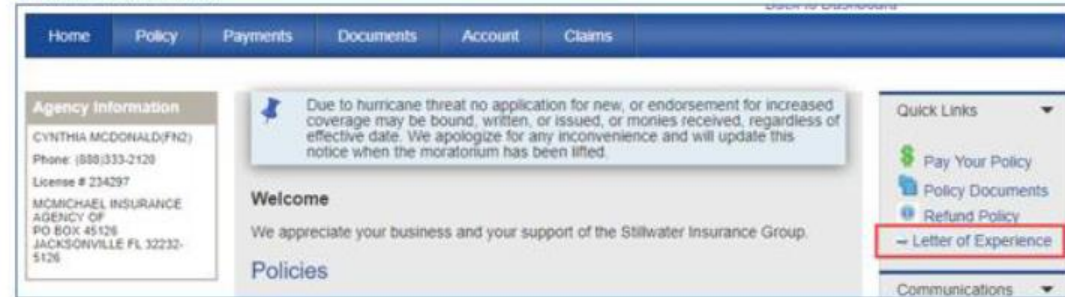 Back to Dashboard
Home Policy Payments Documents Account Claims
Agency Information
CYNTHIA MCDONALD(FN2)
Phone: (888)333-2120
License # 234297
MCMICHAEL INSURANCE
AGENCY OF
PO BOX 45126
JACKSONVILLE FL 32232-
5126
Due to hurricane threat no application for new, or endorsement for increased
coverage may be bound, written, or issued, or monies received, regardless of
effective date. We apologize for any inconvenience and will update this
notice when the moratorium has been lifted.
Welcome
We appreciate your business and your support of the Stillwater Insurance Group.
Policies
Quick Links
Pay Your Policy
Policy Documents
Refund Policy
Letter of Experience
Communications